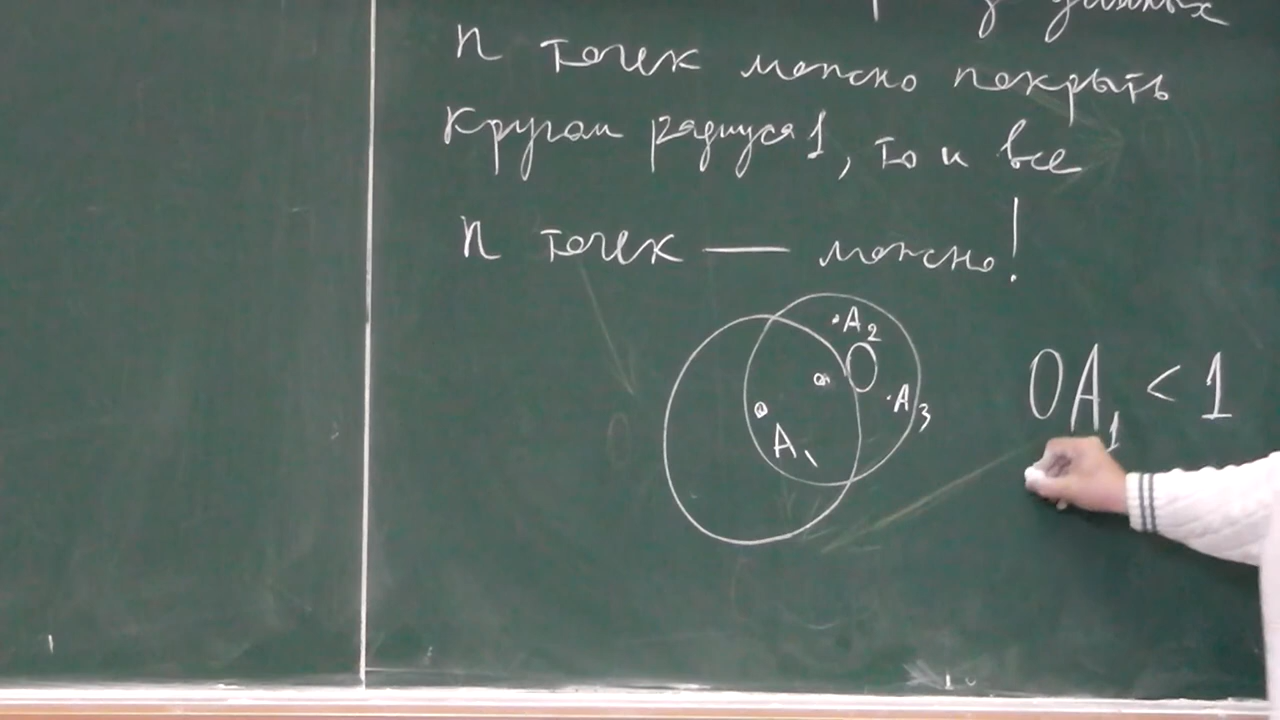 n точек можно покрыть
кругом радиуса 1, то и все
n точек — можно!
A₂
O
A₃
A₁
OA₁ < 1